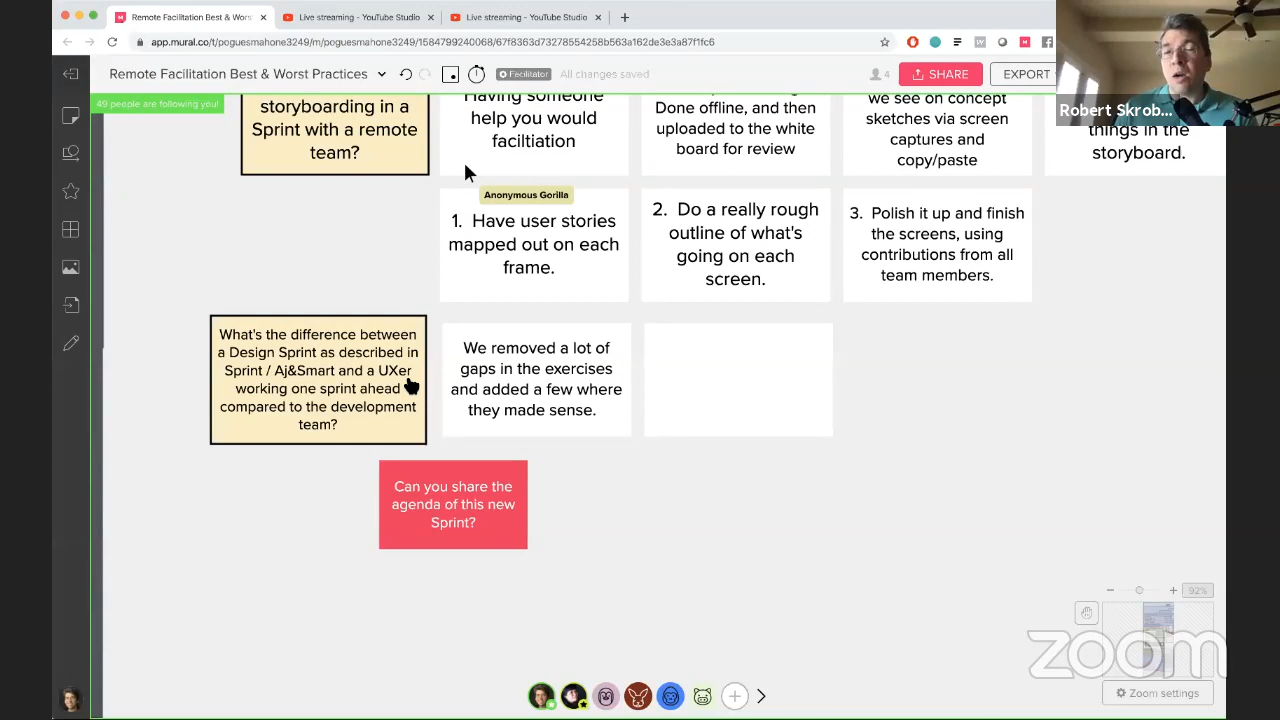 Remote Facilitation Best & Wors
Live streaming - YouTube Studio
Live streaming - YouTube Studio
app.mural.co/t/poguesmahone3249/m/poguesmahone3249/1584799240068/67f8363d73278554258b563a162de3e3a87f1fc6
Remote Facilitation Best & Worst Practices
Facilitator
All changes saved
4
SHARE
EXPORT
Robert Skrob...
49 people are following you!
storyboarding in a
Sprint with a remote
team?
Having someone
help you would
faciltiation
Done offline, and then
uploaded to the white
board for review
we see on concept
sketches via screen
captures and
copy/paste
things in the
storyboard.
Anonymous Gorilla
1. Have user stories
mapped out on each
frame.
2. Do a really rough
outline of what's
going on each
screen.
3. Polish it up and finish
the screens, using
contributions from all
team members.
What's the difference between
a Design Sprint as described in
Sprint / Aj&Smart and a UXer
working one sprint ahead
compared to the development
team?
We removed a lot of
gaps in the exercises
and added a few where
they made sense.
Can you share the
agenda of this new
Sprint?
92%
zoom
Zoom settings